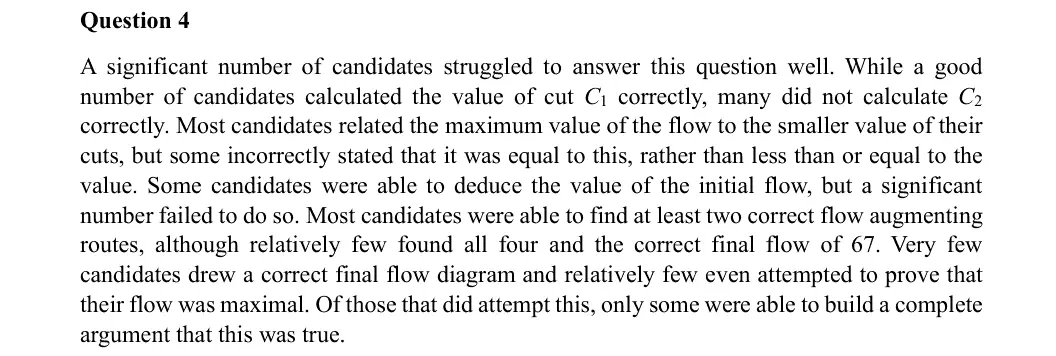 Question 4
A significant number of candidates struggled to answer this question well. While a good
number of candidates calculated the value of cut C₁ correctly, many did not calculate C₂
correctly. Most candidates related the maximum value of the flow to the smaller value of their
cuts, but some incorrectly stated that it was equal to this, rather than less than or equal to the
value. Some candidates were able to deduce the value of the initial flow, but a significant
number failed to do so. Most candidates were able to find at least two correct flow augmenting
routes, although relatively few found all four and the correct final flow of 67. Very few
candidates drew a correct final flow diagram and relatively few even attempted to prove that
their flow was maximal. Of those that did attempt this, only some were able to build a complete
argument that this was true.